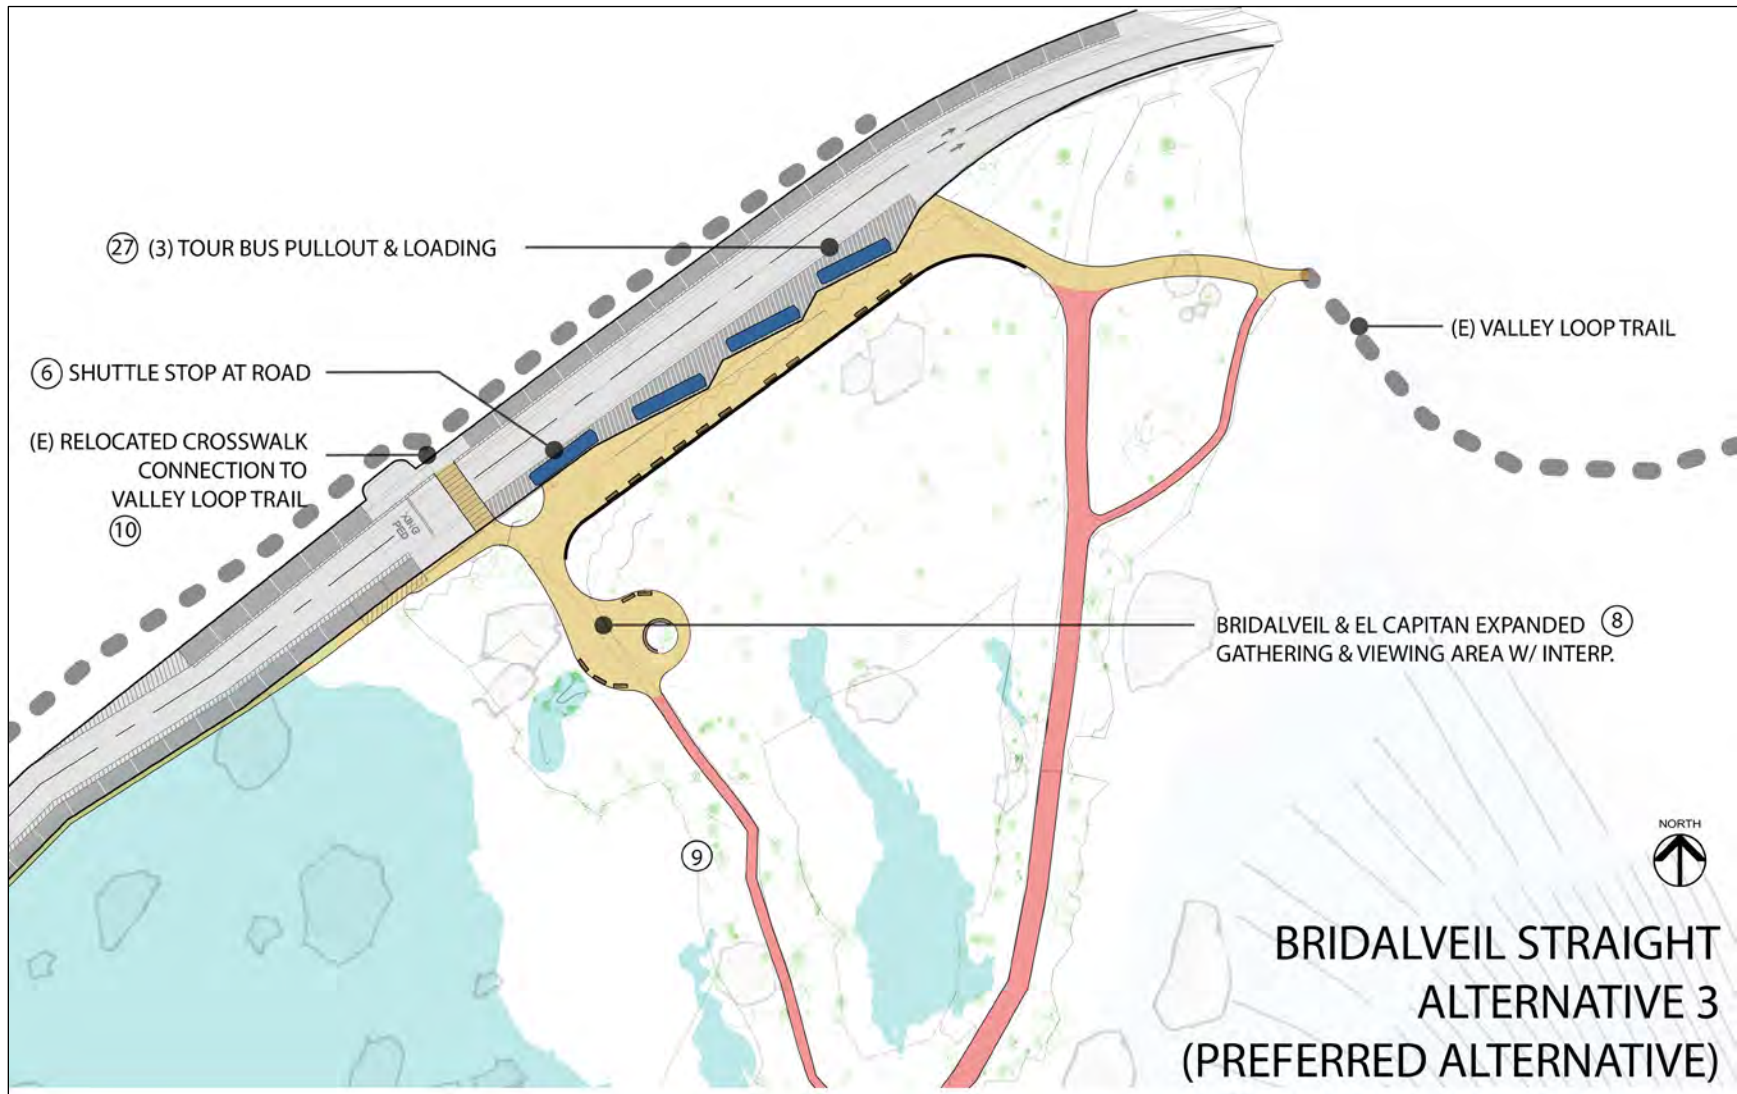 27 (3) TOUR BUS PULLOUT & LOADING
6 SHUTTLE STOP AT ROAD
(E) RELOCATED CROSSWALK
CONNECTION TO
VALLEY LOOP TRAIL
10
XING
PED
(E) VALLEY LOOP TRAIL
BRIDALVEIL & EL CAPITAN EXPANDED 8
GATHERING & VIEWING AREA W/ INTERP.
9
NORTH
BRIDALVEIL STRAIGHT
ALTERNATIVE 3
(PREFERRED ALTERNATIVE)